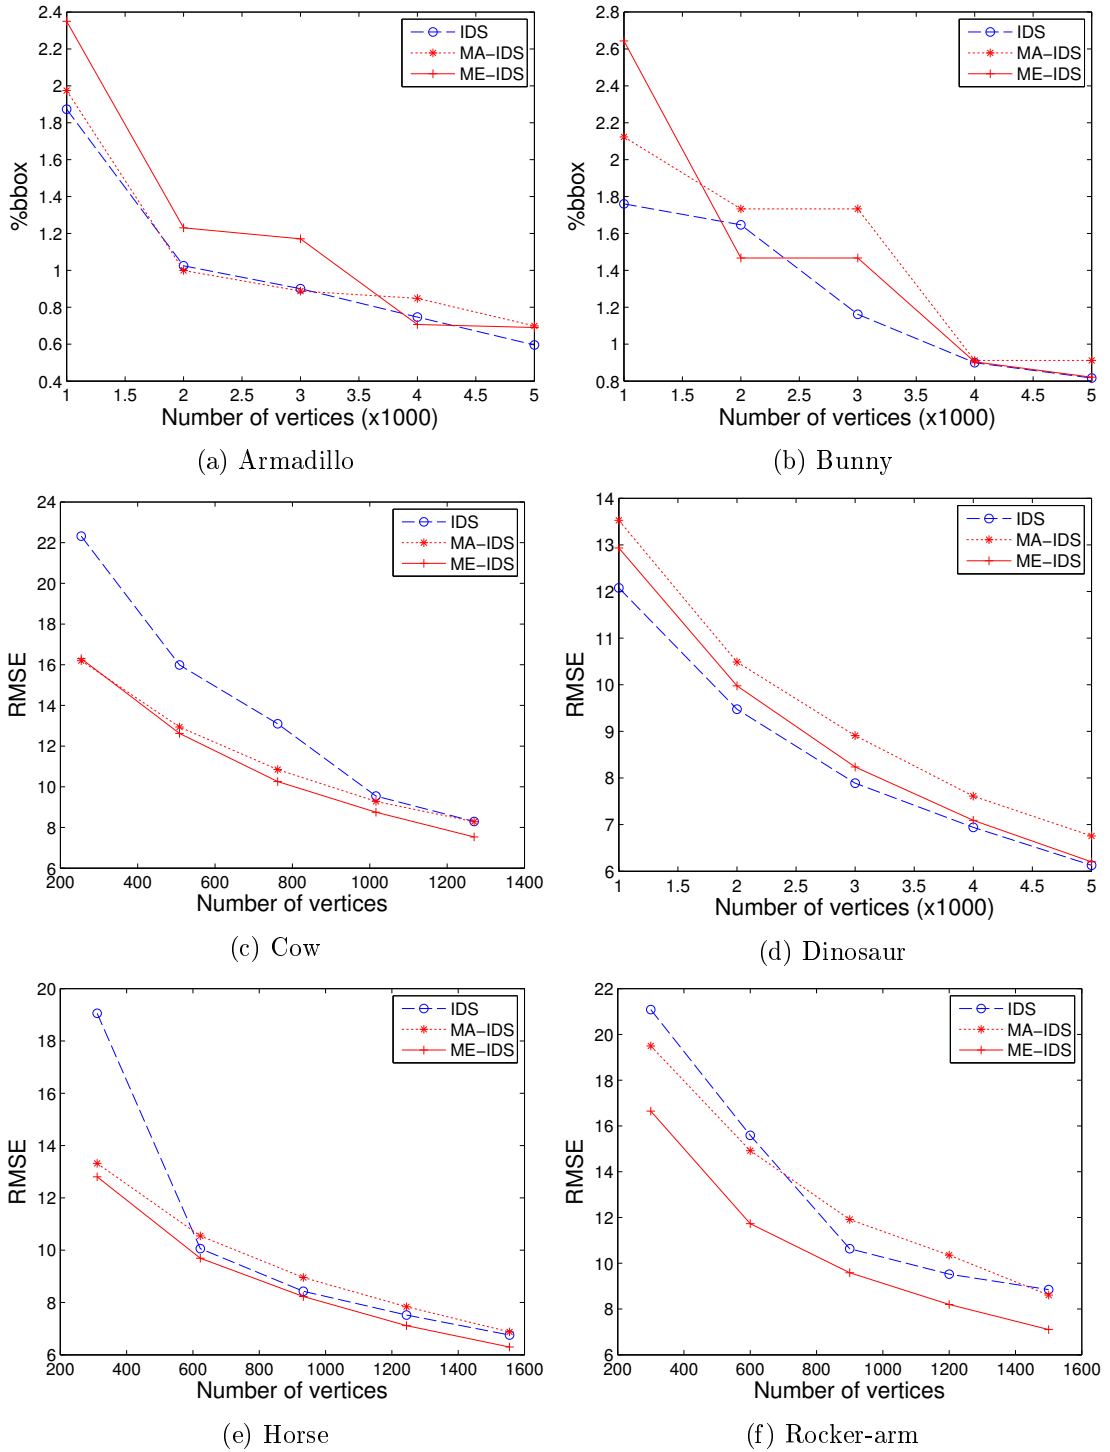 2.4
2.2
2
1.8
1.6
1.4
1.2
1
0.8
0.6
0.4
%bbox
IDS
MA-IDS
ME-IDS
1 1.5 2 2.5 3 3.5 4 4.5 5
Number of vertices (x1000)
(a) Armadillo
2.8
2.6
2.4
2.2
2
1.8
1.6
1.4
1.2
1
0.8
%bbox
IDS
MA-IDS
ME-IDS
1 1.5 2 2.5 3 3.5 4 4.5 5
Number of vertices (x1000)
(b) Bunny
24
22
20
18
16
14
12
10
8
6
RMSE
IDS
MA-IDS
ME-IDS
200 400 600 800 1000 1200 1400
Number of vertices
(c) Cow
14
13
12
11
10
9
8
7
6
RMSE
IDS
MA-IDS
ME-IDS
1 1.5 2 2.5 3 3.5 4 4.5 5
Number of vertices (x1000)
(d) Dinosaur
20
18
16
14
12
10
8
6
RMSE
IDS
MA-IDS
ME-IDS
200 400 600 800 1000 1200 1400 1600
Number of vertices
(e) Horse
22
20
18
16
14
12
10
8
6
RMSE
IDS
MA-IDS
ME-IDS
200 400 600 800 1000 1200 1400 1600
Number of vertices
(f) Rocker-arm